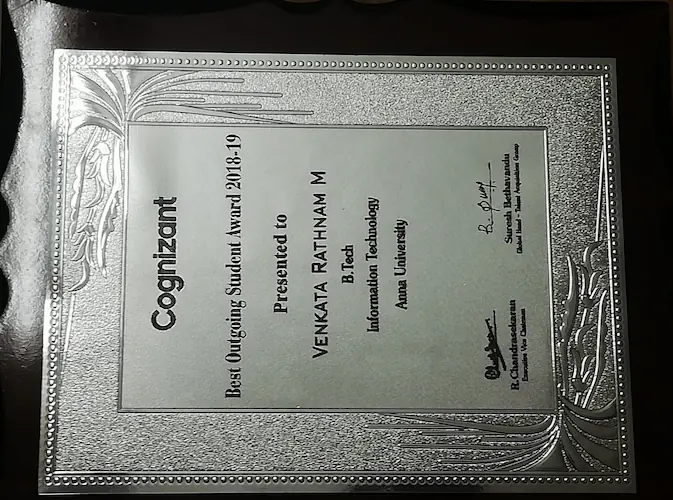 Cognizant
Best Outgoing Student Award 2018-19
Presented to
VENKATA RATHNAM M
B.Tech
Information Technology
Anna University
R.Chandrasekaran
Executive Vice Chairman
Suresh Bethavandu
Global Head - Talent Acquisition Group